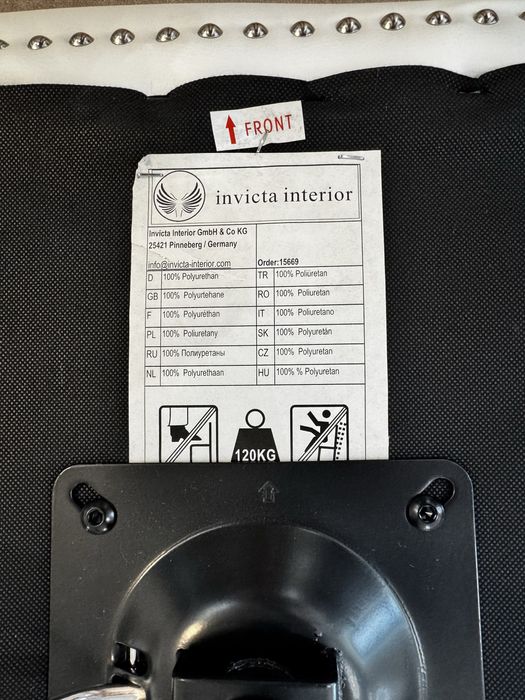 FRONT
invicta interior
Invicta Interior GmbH & Co KG
25421 Pinneberg / Germany
info@invicta-interior.com
Order:15669
D 100% Polyurethan
TR 100% Poliüretan
GB 100% Polyurtehane
RO 100% Poliuretan
F 100% Polyuréthan
IT 100% Poliuretano
PL 100% Poliuretany
SK 100% Polyuretán
RU 100% Полиуретаны
CZ 100% Polyuretan
NL 100% Polyurethaan
HU 100% % Polyuretan
120KG